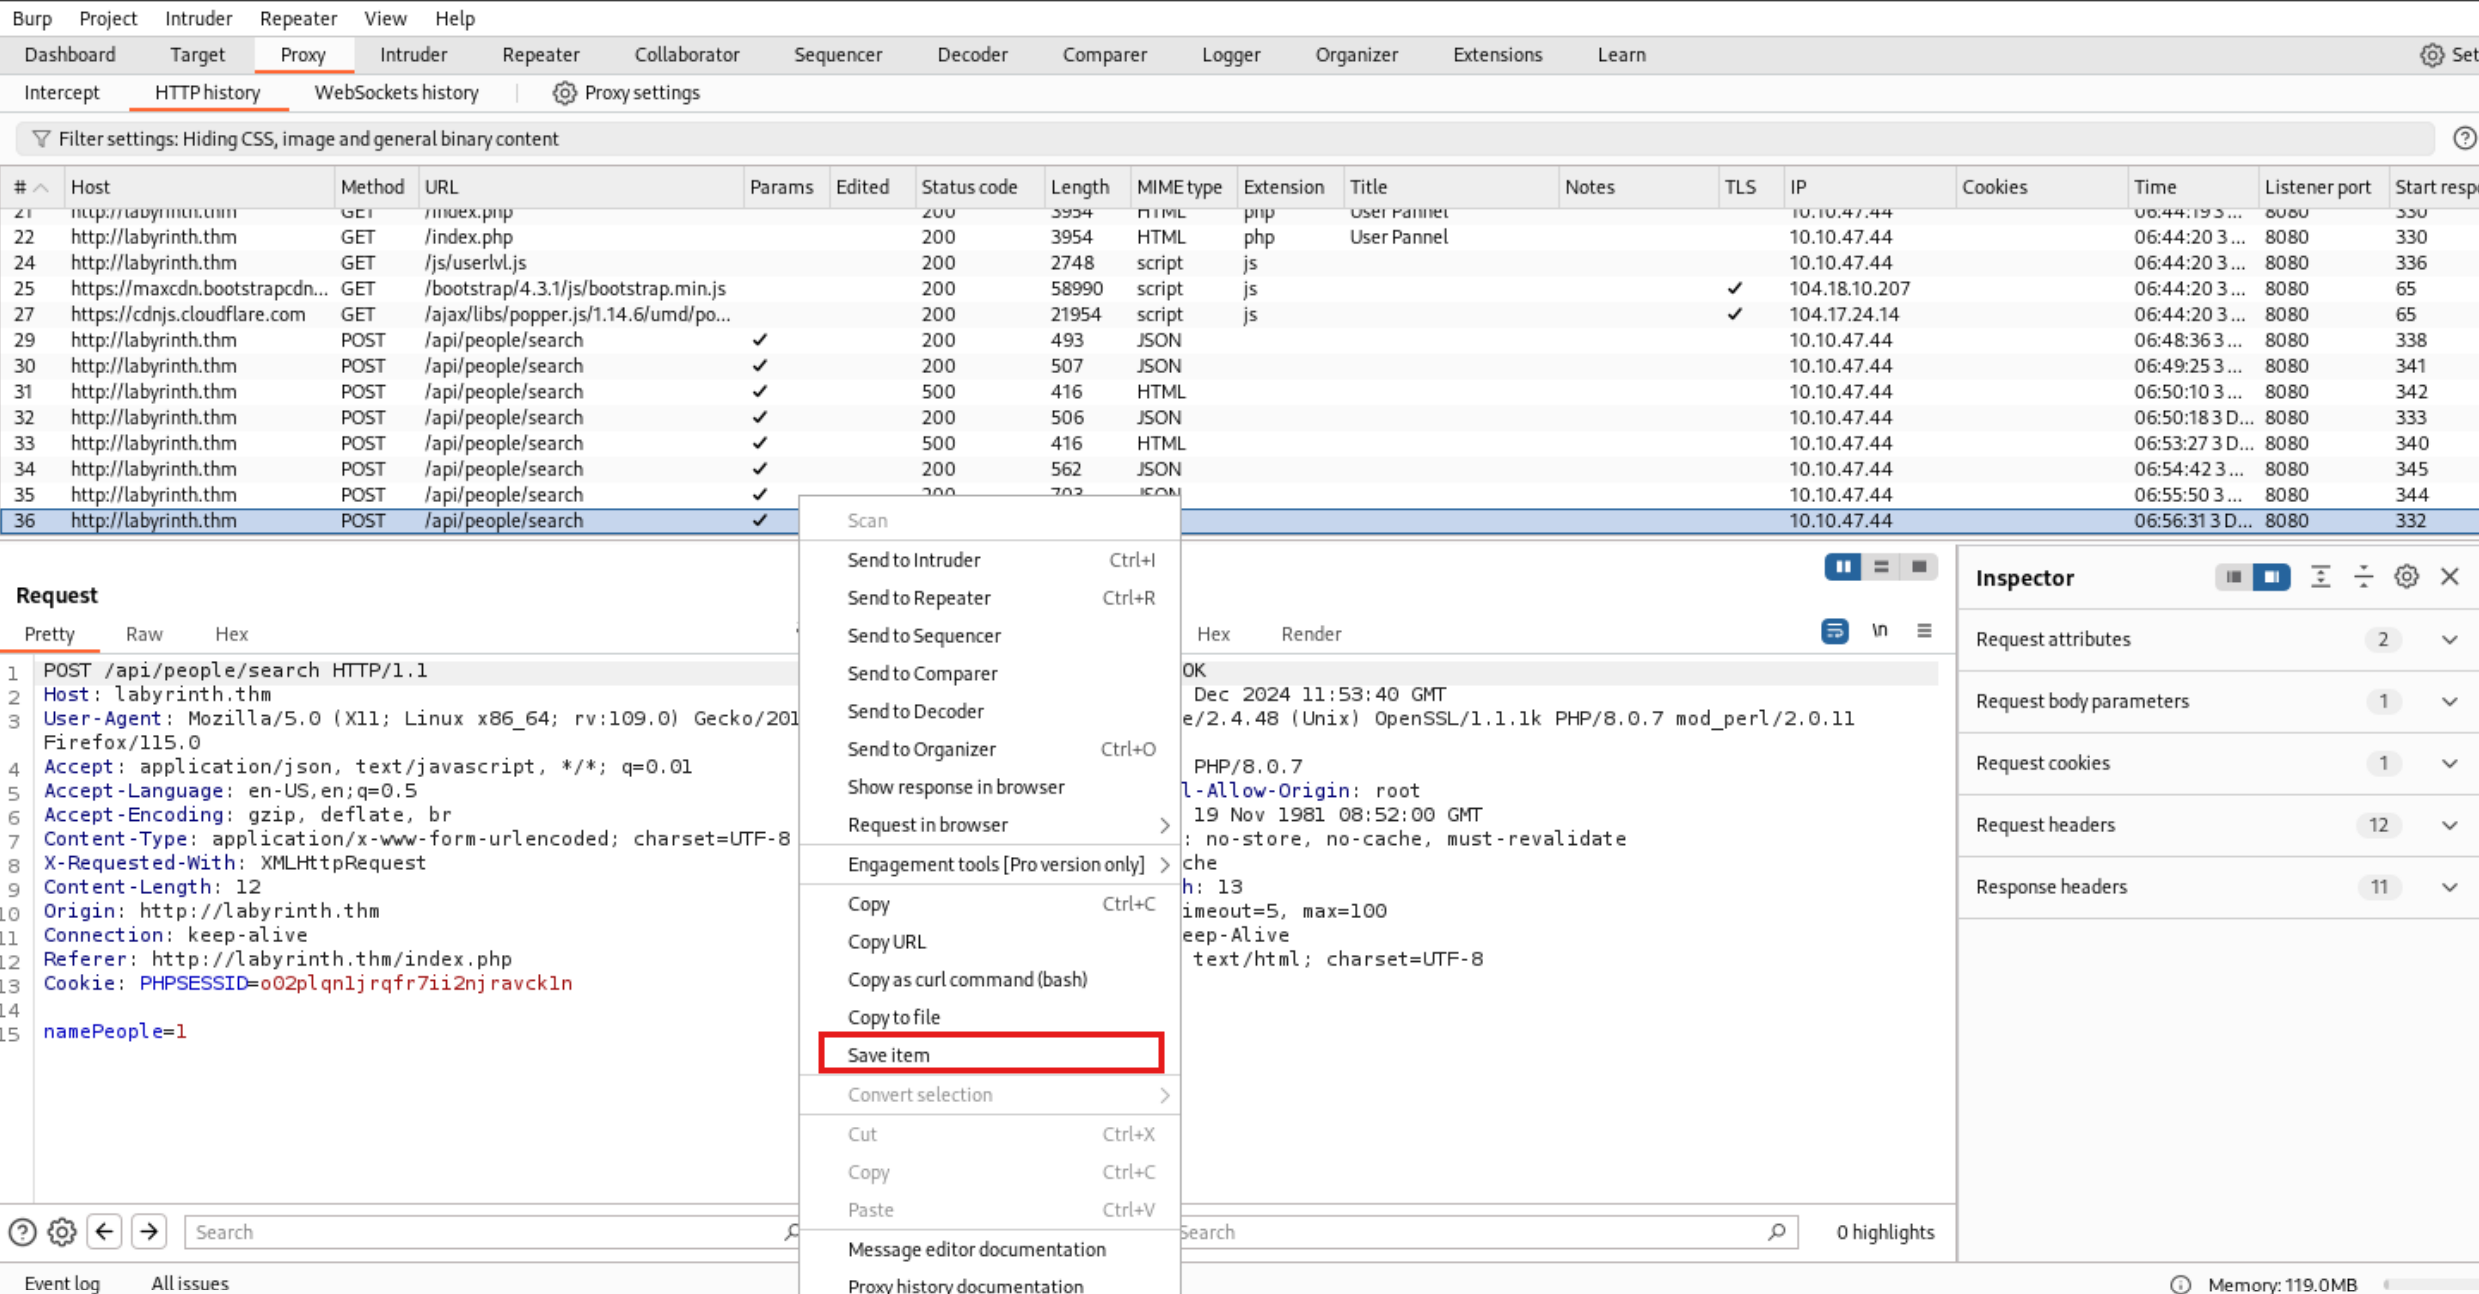 Burp Project Intruder Repeater View Help
Dashboard Target Proxy Intruder Repeater Collaborator Sequencer Decoder Comparer Logger Organizer Extensions Learn Set
Intercept HTTP history WebSockets history Proxy settings
Filter settings: Hiding CSS, image and general binary content
# Host Method URL Params Edited Status code Length MIME type Extension Title Notes TLS IP Cookies Time Listener port Start resp
21 http://labyrinth.thm GET /index.php 200 3954 HTML php User Pannel 10.10.47.44 06:44:19 3 ... 8080 330
22 http://labyrinth.thm GET /index.php 200 3954 HTML php User Pannel 10.10.47.44 06:44:20 3 ... 8080 330
24 http://labyrinth.thm GET /js/userlvl.js 200 2748 script js 10.10.47.44 06:44:20 3 ... 8080 336
25 https://maxcdn.bootstrapcdn... GET /bootstrap/4.3.1/js/bootstrap.min.js 200 58990 script js ✓ 104.18.10.207 06:44:20 3 ... 8080 65
27 https://cdnjs.cloudflare.com GET /ajax/libs/popper.js/1.14.6/umd/po... 200 21954 script js ✓ 104.17.24.14 06:44:20 3 ... 8080 65
29 http://labyrinth.thm POST /api/people/search ✓ 200 493 JSON 10.10.47.44 06:48:36 3 ... 8080 338
30 http://labyrinth.thm POST /api/people/search ✓ 200 507 JSON 10.10.47.44 06:49:25 3 ... 8080 341
31 http://labyrinth.thm POST /api/people/search ✓ 500 416 HTML 10.10.47.44 06:50:10 3 ... 8080 342
32 http://labyrinth.thm POST /api/people/search ✓ 200 506 JSON 10.10.47.44 06:50:18 3 D... 8080 333
33 http://labyrinth.thm POST /api/people/search ✓ 500 416 HTML 10.10.47.44 06:53:27 3 D... 8080 340
34 http://labyrinth.thm POST /api/people/search ✓ 200 562 JSON 10.10.47.44 06:54:42 3 ... 8080 345
35 http://labyrinth.thm POST /api/people/search ✓ 200 703 JSON 10.10.47.44 06:55:50 3 ... 8080 344
36 http://labyrinth.thm POST /api/people/search ✓ 10.10.47.44 06:56:31 3 D... 8080 332
Request
Pretty Raw Hex
1 POST /api/people/search HTTP/1.1
2 Host: labyrinth.thm
3 User-Agent: Mozilla/5.0 (X11; Linux x86_64; rv:109.0) Gecko/201
Firefox/115.0
4 Accept: application/json, text/javascript, */*; q=0.01
5 Accept-Language: en-US,en;q=0.5
6 Accept-Encoding: gzip, deflate, br
7 Content-Type: application/x-www-form-urlencoded; charset=UTF-8
8 X-Requested-With: XMLHttpRequest
9 Content-Length: 12
10 Origin: http://labyrinth.thm
11 Connection: keep-alive
12 Referer: http://labyrinth.thm/index.php
13 Cookie: PHPSESSID=o02plqn1jrqfr7ii2njravck1n
14
15 namePeople=1
Scan
Send to Intruder Ctrl+I
Send to Repeater Ctrl+R
Send to Sequencer
Send to Comparer
Send to Decoder
Send to Organizer Ctrl+O
Show response in browser
Request in browser
Engagement tools [Pro version only]
Copy Ctrl+C
Copy URL
Copy as curl command (bash)
Copy to file
Save item
Convert selection
Cut Ctrl+X
Copy Ctrl+C
Paste Ctrl+V
Message editor documentation
Proxy history documentation
Hex Render \n
OK
Dec 2024 11:53:40 GMT
e/2.4.48 (Unix) OpenSSL/1.1.1k PHP/8.0.7 mod_perl/2.0.11
PHP/8.0.7
l-Allow-Origin: root
19 Nov 1981 08:52:00 GMT
: no-store, no-cache, must-revalidate
che
h: 13
imeout=5, max=100
eep-Alive
text/html; charset=UTF-8
Inspector
Request attributes 2
Request body parameters 1
Request cookies 1
Request headers 12
Response headers 11
Search
Search 0 highlights
Event log All issues Memory: 119.0MB